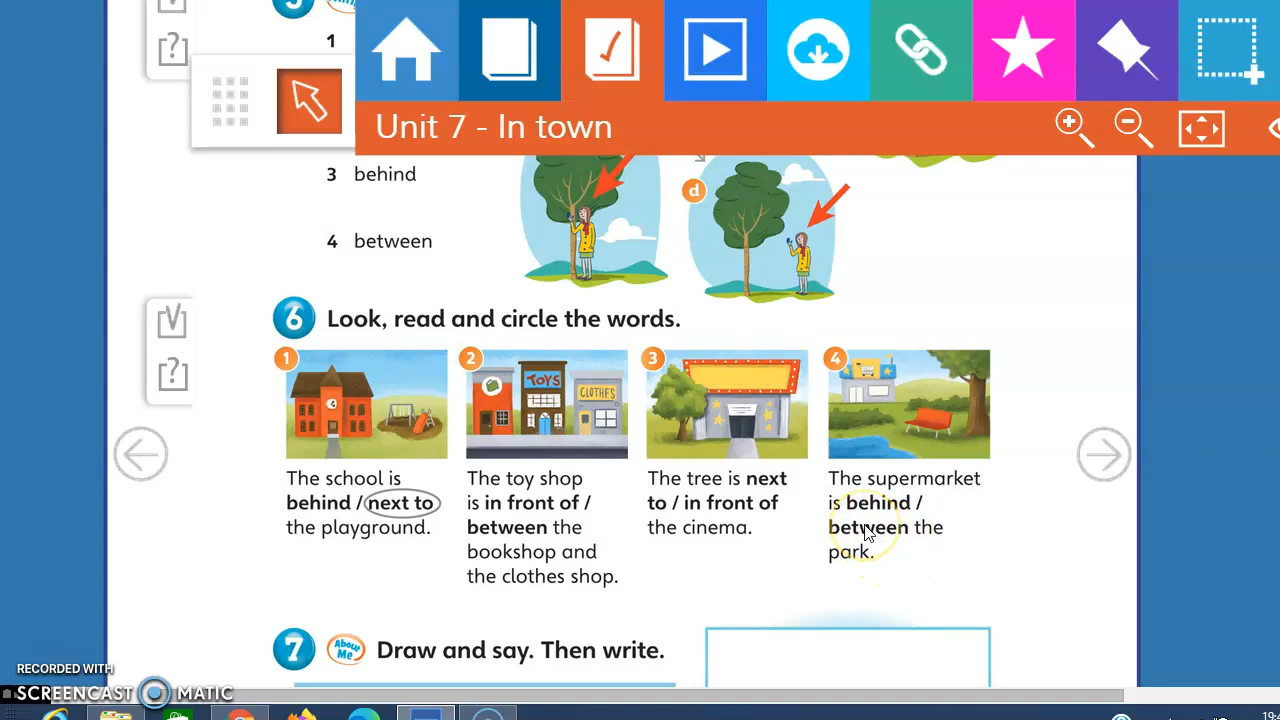 1
Unit 7 - In town
3 behind
d
4 between
6 Look, read and circle the words.
1
2
3
4
TOYS
CLOTHES
The school is
behind / next to
the playground.
The toy shop
is in front of /
between the
bookshop and
the clothes shop.
The tree is next
to / in front of
the cinema.
The supermarket
is behind /
between the
park.
7 About Me Draw and say. Then write.
RECORDED WITH
SCREENCAST MATIC